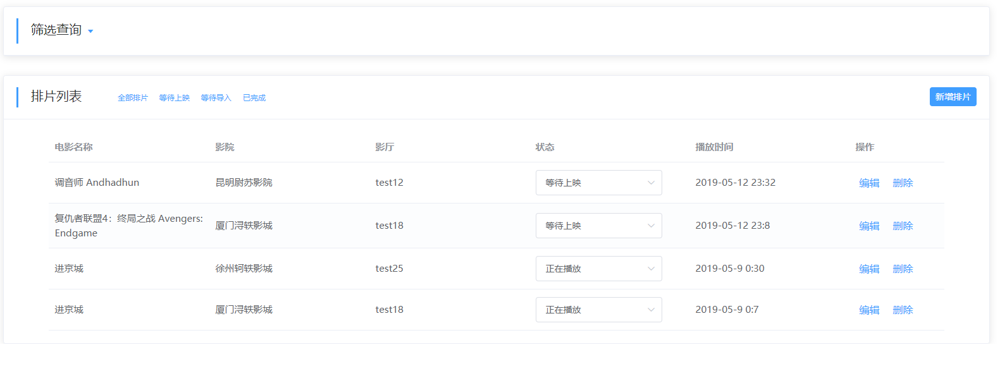 筛选查询
排片列表 全部排片 等待上映 等待导入 已完成 新增排片
电影名称 影院 影厅 状态 播放时间 操作
调音师 Andhadhun 昆明尉苏影院 test12 等待上映 2019-05-12 23:32 编辑 删除
复仇者联盟4：终局之战 Avengers:
Endgame 厦门浔轶影城 test18 等待上映 2019-05-12 23:8 编辑 删除
进京城 徐州轲轶影城 test25 正在播放 2019-05-9 0:30 编辑 删除
进京城 厦门浔轶影城 test18 正在播放 2019-05-9 0:7 编辑 删除